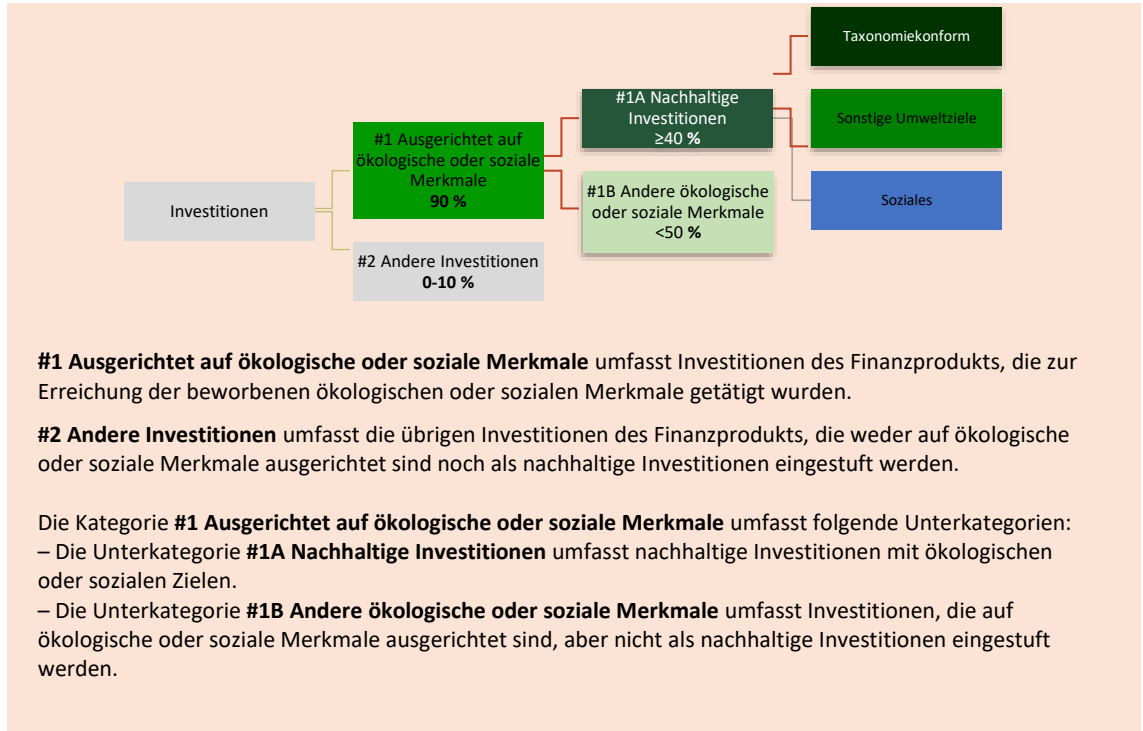 Investitionen
#1 Ausgerichtet auf
ökologische oder soziale
Merkmale
90 %
#2 Andere Investitionen
0-10 %
#1A Nachhaltige
Investitionen
≥40 %
#1B Andere ökologische
oder soziale Merkmale
<50 %
Taxonomiekonform
Sonstige Umweltziele
Soziales
#1 Ausgerichtet auf ökologische oder soziale Merkmale umfasst Investitionen des Finanzprodukts, die zur
Erreichung der beworbenen ökologischen oder sozialen Merkmale getätigt wurden.
#2 Andere Investitionen umfasst die übrigen Investitionen des Finanzprodukts, die weder auf ökologische
oder soziale Merkmale ausgerichtet sind noch als nachhaltige Investitionen eingestuft werden.
Die Kategorie #1 Ausgerichtet auf ökologische oder soziale Merkmale umfasst folgende Unterkategorien:
– Die Unterkategorie #1A Nachhaltige Investitionen umfasst nachhaltige Investitionen mit ökologischen
oder sozialen Zielen.
– Die Unterkategorie #1B Andere ökologische oder soziale Merkmale umfasst Investitionen, die auf
ökologische oder soziale Merkmale ausgerichtet sind, aber nicht als nachhaltige Investitionen eingestuft
werden.